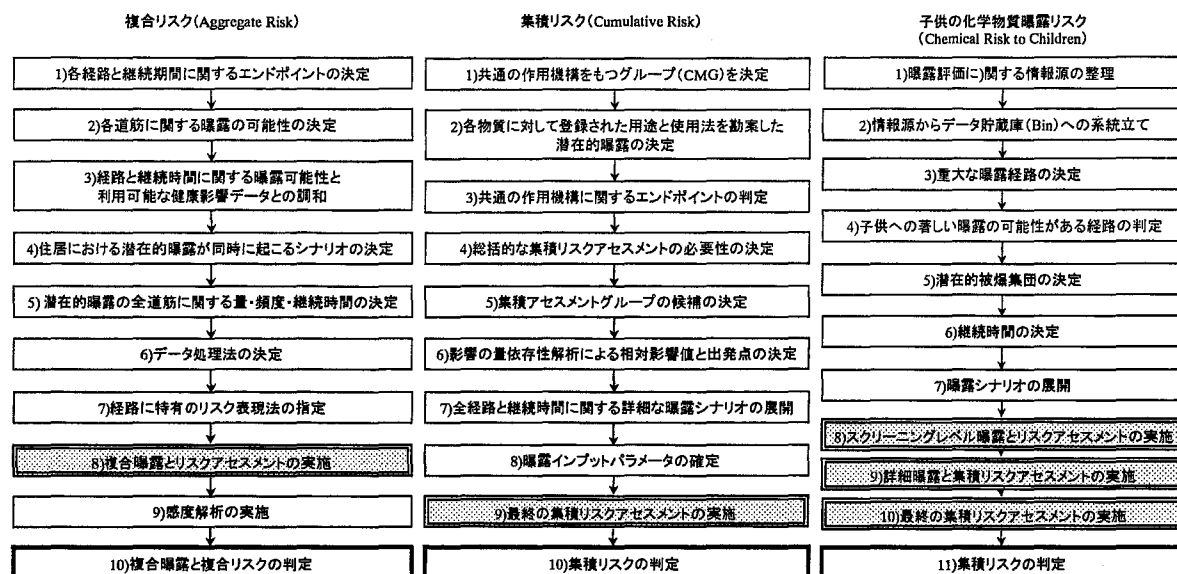 複合リスク(Aggregate Risk)
1)各経路と継続期間に関するエンドポイントの決定
2)各道筋に関する曝露の可能性の決定
3)経路と継続時間に関する曝露可能性と
利用可能な健康影響データとの調和
4)住居における潜在的曝露が同時に起こるシナリオの決定
5) 潜在的曝露の全道筋に関する量・頻度・継続時間の決定
6)データ処理法の決定
7)経路に特有のリスク表現法の指定
8)複合曝露とリスクアセスメントの実施
9)感度解析の実施
10)複合曝露と複合リスクの判定
集積リスク(Cumulative Risk)
1)共通の作用機構をもつグループ(CMG)を決定
2)各物質に対して登録された用途と使用法を勘案した
潜在的曝露の決定
3)共通の作用機構に関するエンドポイントの判定
4)総括的な集積リスクアセスメントの必要性の決定
5)集積アセスメントグループの候補の決定
6)影響の量依存性解析による相対影響値と出発点の決定
7)全経路と継続時間に関する詳細な曝露シナリオの展開
8)曝露インプットパラメータの確定
9)最終の集積リスクアセスメントの実施
10)集積リスクの判定
子供の化学物質曝露リスク
(Chemical Risk to Children)
1)曝露評価に)関する情報源の整理
2)情報源からデータ貯蔵庫(Bin)への系統立て
3)重大な曝露経路の決定
4)子供への著しい曝露の可能性がある経路の判定
5)潜在的被爆集団の決定
6)継続時間の決定
7)曝露シナリオの展開
8)スクリーニングレベル曝露とリスクアセスメントの実施
9)詳細曝露と集積リスクアセスメントの実施
10)最終の集積リスクアセスメントの実施
11)集積リスクの判定